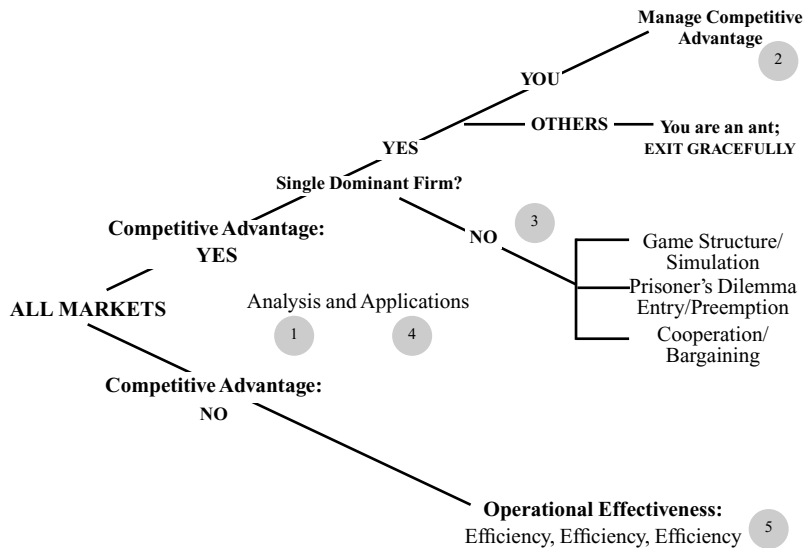 Manage Competitive
Advantage
2
YOU
OTHERS
You are an ant;
EXIT GRACEFULLY
YES
Single Dominant Firm?
3
NO
Competitive Advantage:
YES
Game Structure/
Simulation
Prisoner’s Dilemma
Entry/Preemption
Cooperation/
Bargaining
ALL MARKETS
Analysis and Applications
1
4
Competitive Advantage:
NO
Operational Effectiveness:
Efficiency, Efficiency, Efficiency
5